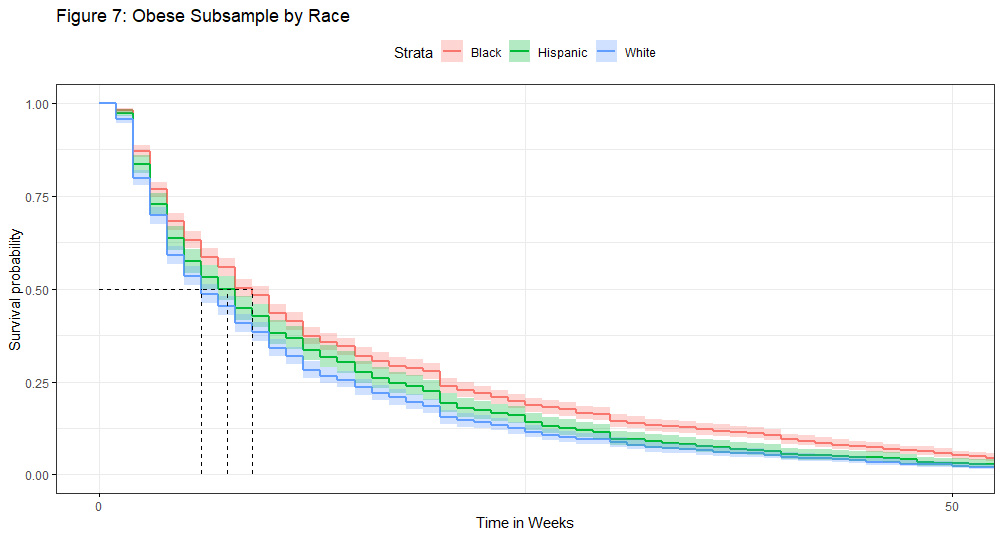 Figure 7: Obese Subsample by Race
Strata Black Hispanic White
1.00
0.75
0.50
0.25
0.00
Survival probability
0 50
Time in Weeks